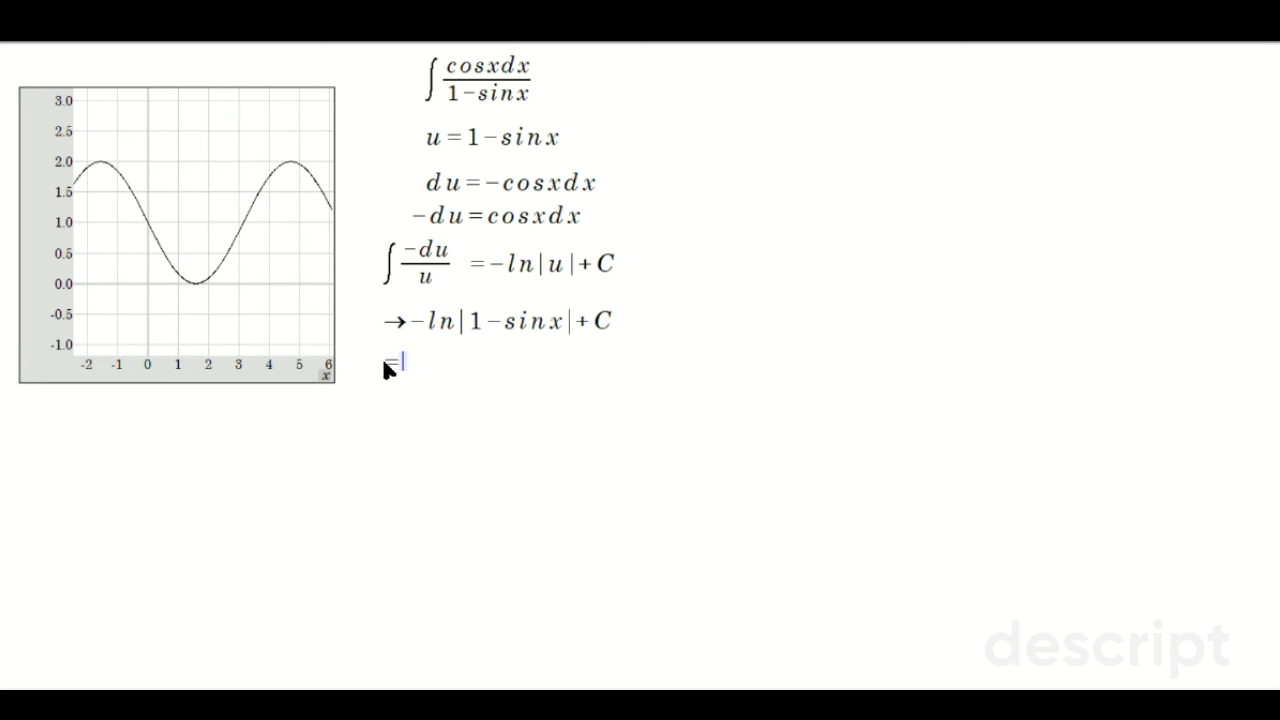 ∫ cosxdx / 1−sinx
3.0
2.5
2.0
1.5
1.0
0.5
0.0
-0.5
-1.0
-2 -1 0 1 2 3 4 5 6
x
u=1−sinx
du=−cosxdx
−du=cosxdx
∫ −du / u =−ln|u|+C
→−ln|1−sinx|+C
=
descript